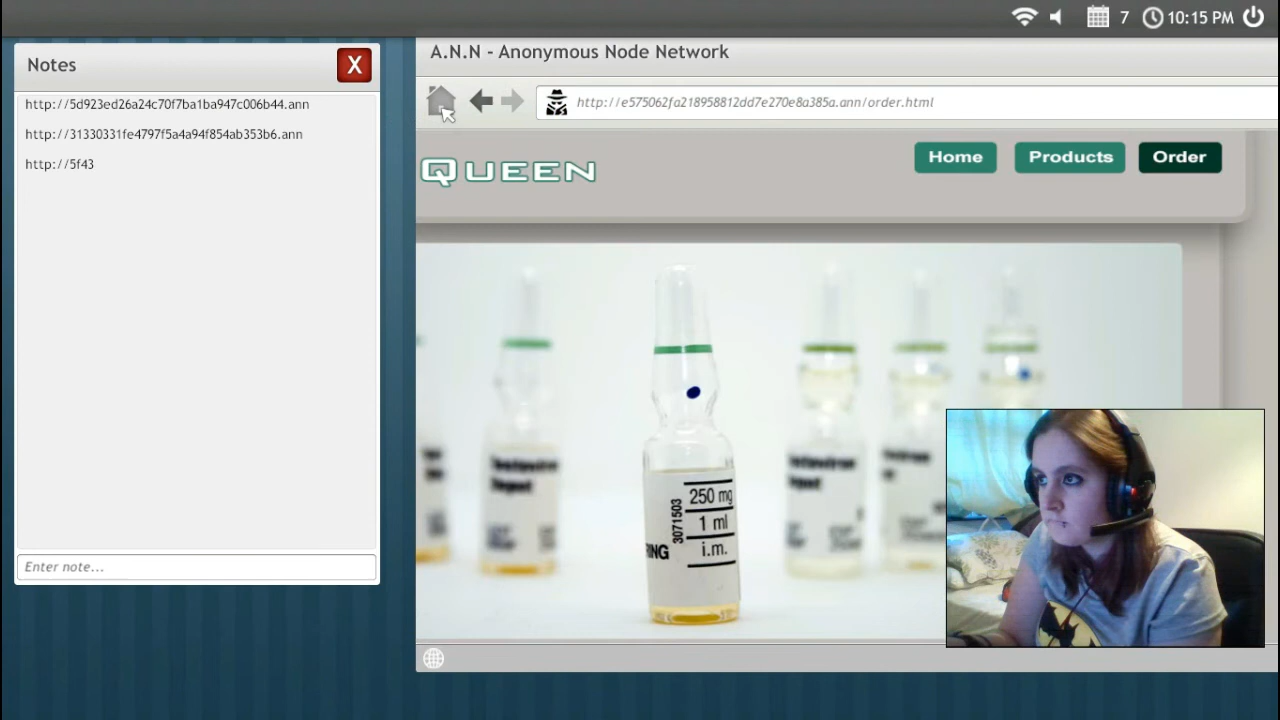 7
10:15 PM
Notes
X
http://5d923ed26a24c70f7ba1ba947c006b44.ann
http://31330331fe4797f5a4a94f854ab353b6.ann
http://5f43
Enter note...
A.N.N - Anonymous Node Network
http://e575062fa218958812dd7e270e8a385a.ann/order.html
QUEEN
Home
Products
Order
250 mg
1 ml
i.m.
3071503
RING